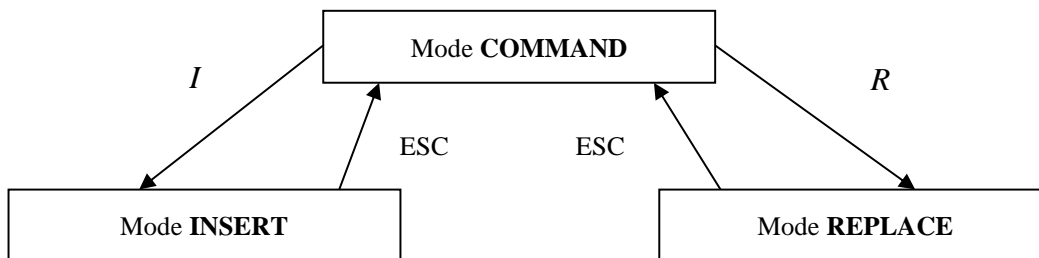 Mode COMMAND
I
R
ESC
ESC
Mode INSERT
Mode REPLACE